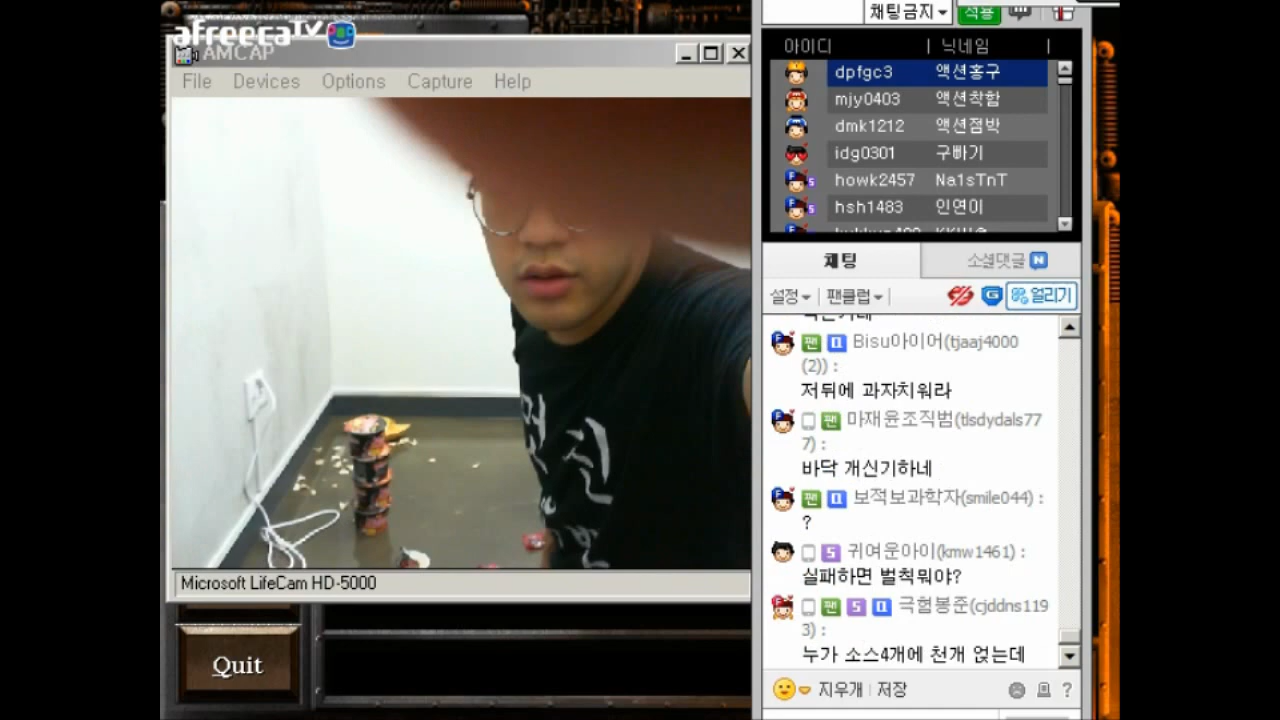 afreecaTV
AMCAP
File Devices Options Capture Help
Microsoft LifeCam HD-5000
Quit
채팅금지 적용
아이디 | 닉네임 |
dpfgc3 액션홍구
mjy0403 액션착함
dmk1212 액션점박
idg0301 구빠기
howk2457 Na1sTnT
hsh1483 인연이
채팅 소셜댓글 N
설정 팬클럽 얼리기
팬 Bisu아이어(tjaaj4000
(2)) :
저뒤에 과자치워라
팬 마재윤조직범(tlsdydals77
7) :
바닥 개신기하네
팬 보적보과학자(smile044) :
?
S 귀여운아이(kmw1461) :
실패하면 벌칙뭐야?
팬 S 극혐봉준(cjddns119
3) :
누가 소스4개에 천개 얹는데
지우개 저장 ?